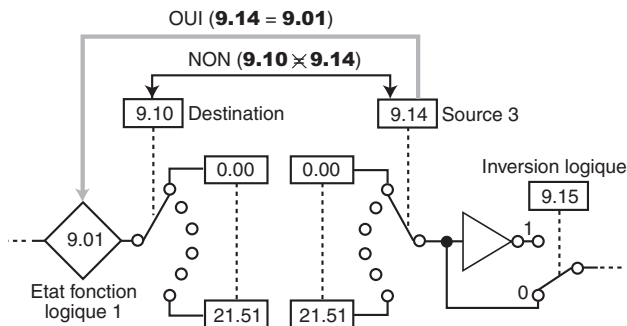 OUI (9.14 = 9.01)
NON (9.10 ≠ 9.14)
9.10 Destination
9.14 Source 3
0.00
0.00
Inversion logique
9.15
9.01
1
Etat fonction
logique 1
0
21.51
21.51